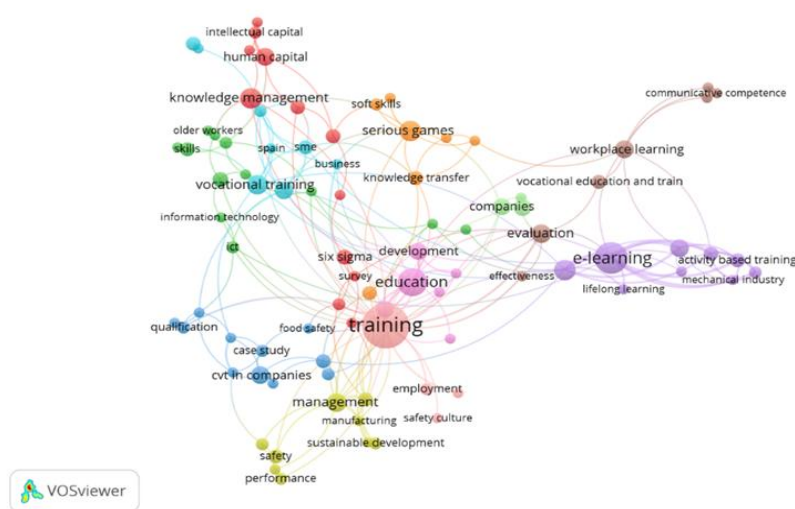 intellectual capital
human capital
communicative competence
knowledge management
soft skills
older workers
serious games
skills
spain
sme
workplace learning
business
vocational training
knowledge transfer
vocational education and train
companies
information technology
evaluation
ict
development
six sigma
e-learning
activity based training
survey
education
effectiveness
mechanical industry
lifelong learning
training
qualification
food safety
case study
cvt in companies
employment
management
manufacturing
safety culture
sustainable development
safety
performance
VOSviewer